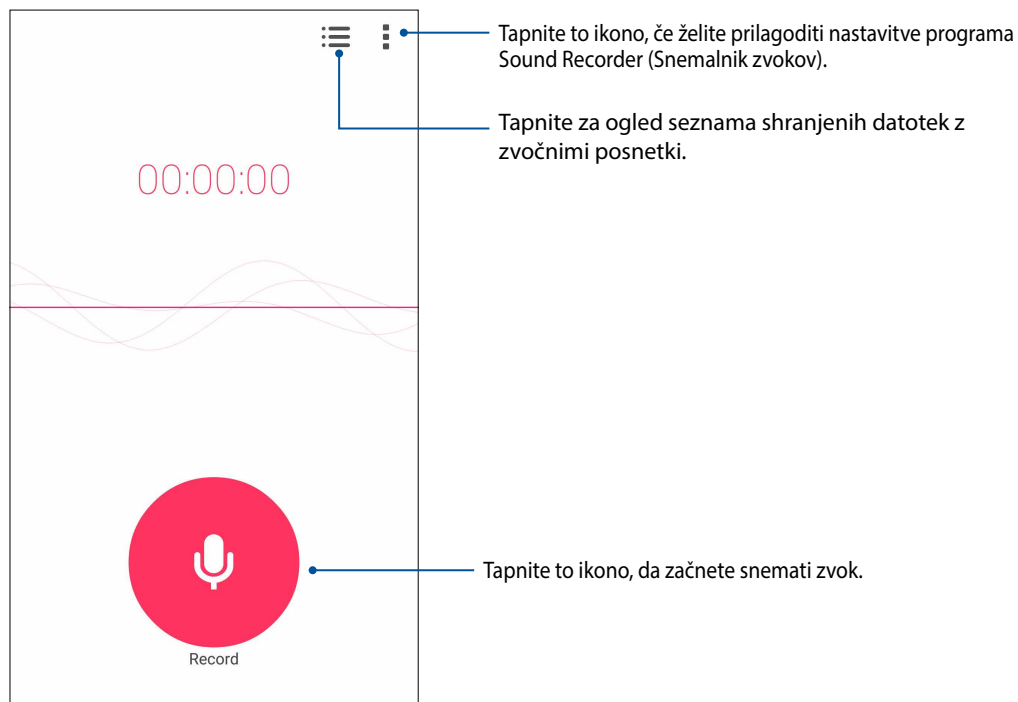 Tapnite to ikono, če želite prilagoditi nastavitve programa
Sound Recorder (Snemalnik zvokov).
Tapnite za ogled seznama shranjenih datotek z
zvočnimi posnetki.
00:00:00
Tapnite to ikono, da začnete snemati zvok.
Record